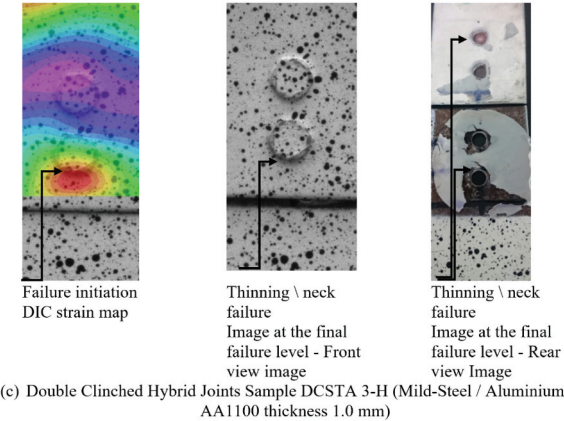 Failure initiation
DIC strain map
Thinning \ neck
failure
Image at the final
failure level - Front
view image
Thinning \ neck
failure
Image at the final
failure level - Rear
view Image
(c) Double Clinched Hybrid Joints Sample DCSTA 3-H (Mild-Steel / Aluminium
AA1100 thickness 1.0 mm)